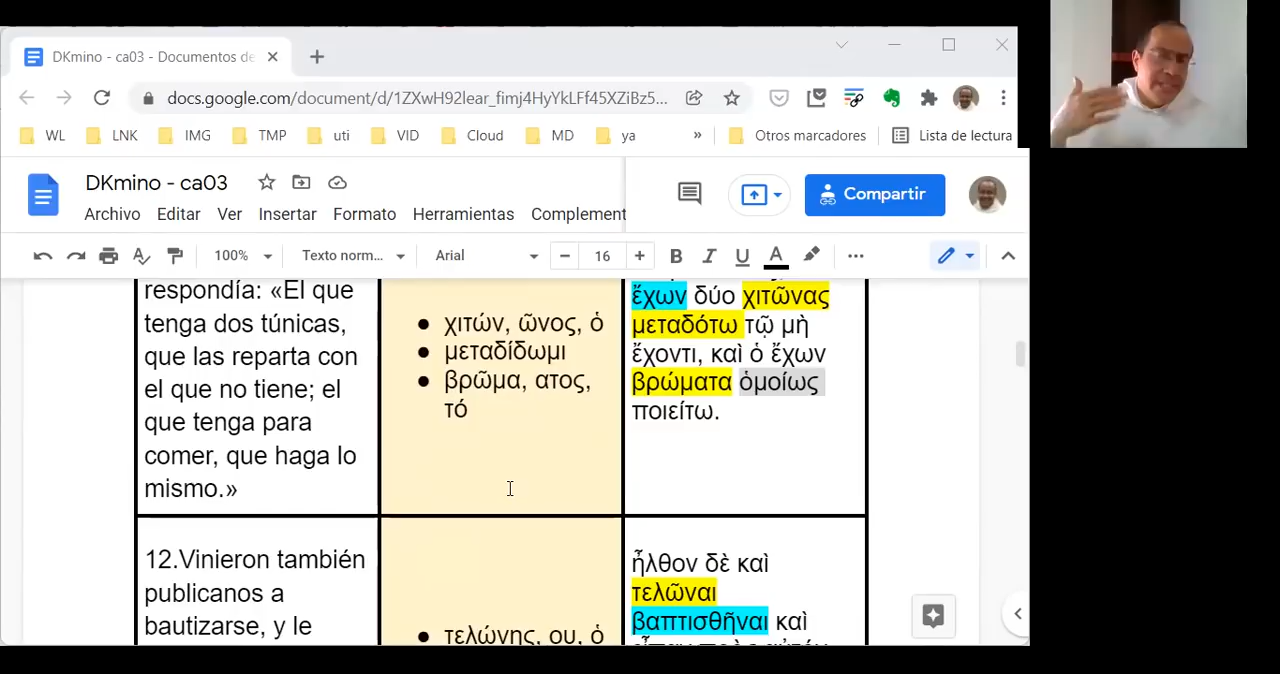 DKmino - ca03 - Documentos de
docs.google.com/document/d/1ZXwH92lear_fimj4HyYkLFf45XZiBz5...
WL LNK IMG TMP uti VID Cloud MD ya » Otros marcadores Lista de lectura
DKmino - ca03
Compartir
Archivo Editar Ver Insertar Formato Herramientas Complement
100% Texto norm... Arial 16 B I U A
respondía: «El que
tenga dos túnicas,
que las reparta con
el que no tiene; el
que tenga para
comer, que haga lo
mismo.»
● χιτών, ῶνος, ὁ
● μεταδίδωμι
● βρῶμα, ατος,
τό
ἔχων δύο χιτῶνας
μεταδότω τῷ μὴ
ἔχοντι, καὶ ὁ ἔχων
βρώματα ὁμοίως
ποιείτω.
12.Vinieron también
publicanos a
bautizarse, y le
● τελώνης, ου, ὁ
ἦλθον δὲ καὶ
τελῶναι
βαπτισθῆναι καὶ